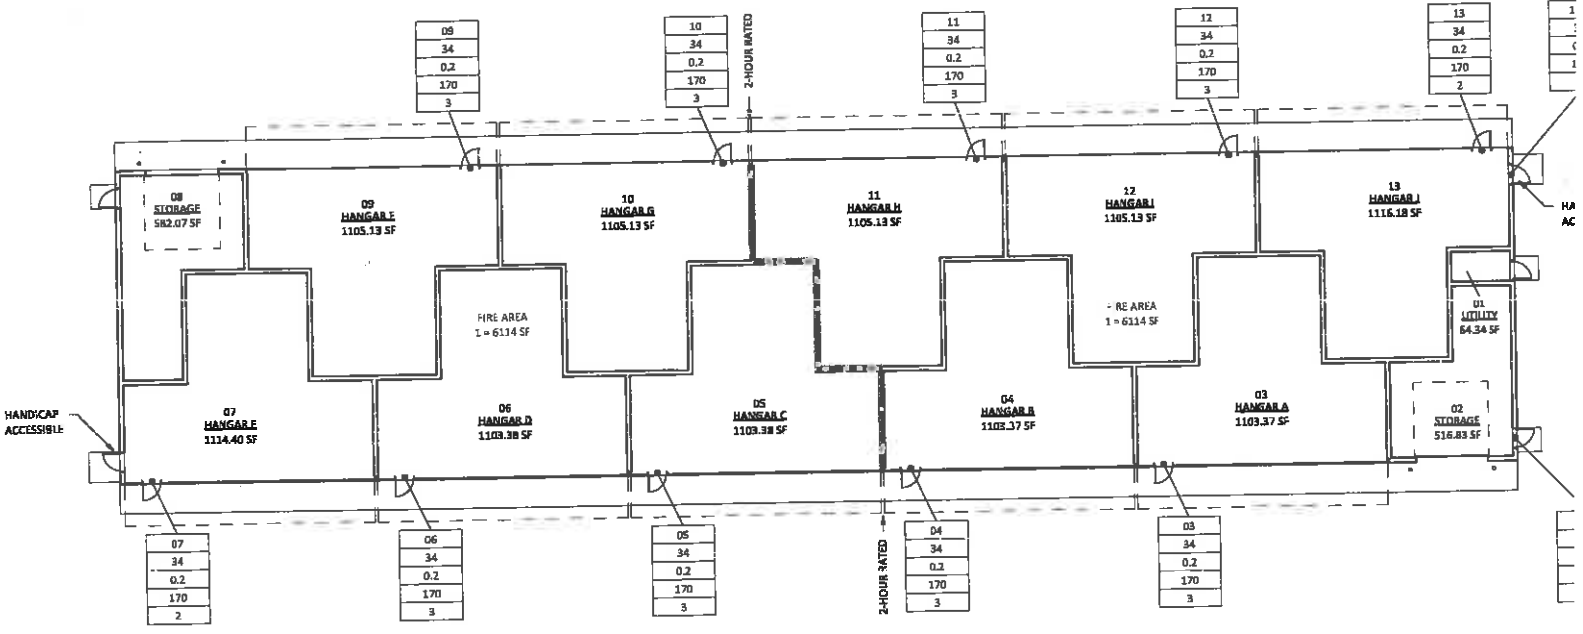 09
34
0.2
170
3
10
34
0.2
170
3
2-HOUR RATED
11
34
0.2
170
3
12
34
0.2
170
3
13
34
0.2
170
2
08
STORAGE
582.07 SF
09
HANGAR F
1105.13 SF
10
HANGAR G
1105.13 SF
11
HANGAR H
1105.13 SF
12
HANGAR I
1105.13 SF
13
HANGAR J
1116.18 SF
HA
AC
FIRE AREA
1 = 6114 SF
FIRE AREA
1 = 6114 SF
01
UTILITY
64.34 SF
HANDICAP
ACCESSIBLE
07
HANGAR E
1114.40 SF
06
HANGAR D
1103.38 SF
05
HANGAR C
1103.38 SF
04
HANGAR B
1103.37 SF
03
HANGAR A
1103.37 SF
02
STORAGE
516.83 SF
07
34
0.2
170
2
06
34
0.2
170
3
05
34
0.2
170
3
2-HOUR RATED
04
34
0.2
170
3
03
34
0.2
170
3